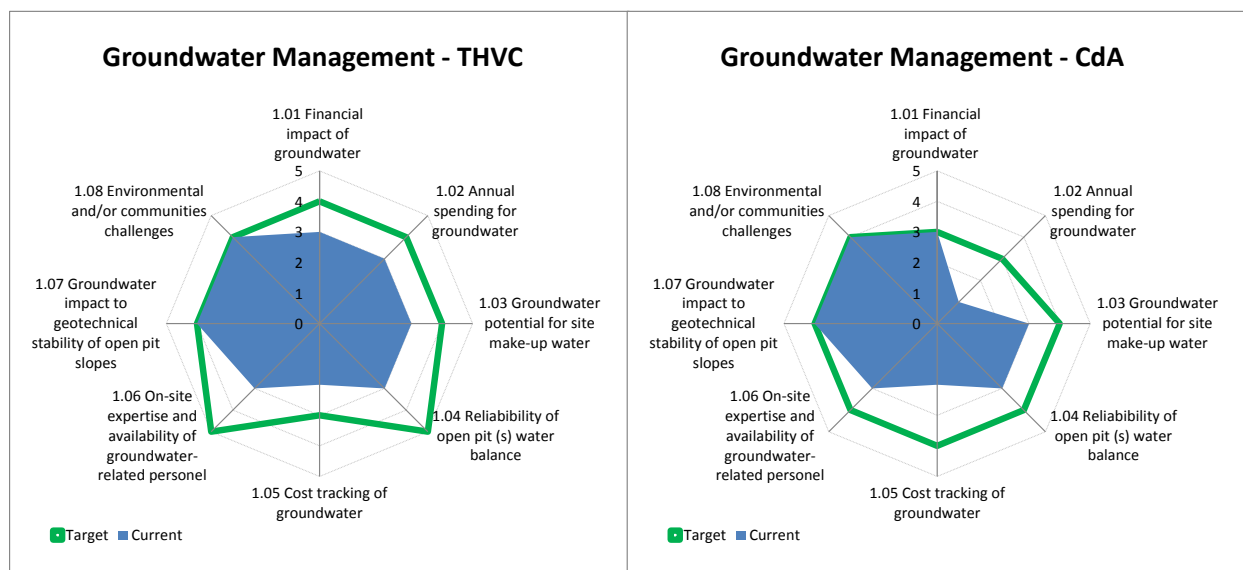 Groundwater Management - THVC
1.01 Financial
impact of
groundwater
1.08 Environmental
and/or communities
challenges
1.02 Annual
spending for
groundwater
1.07 Groundwater
impact to
geotechnical
stability of open pit
slopes
1.03 Groundwater
potential for site
make-up water
1.06 On-site
expertise and
availability of
groundwater-
related personel
1.04 Reliabibility of
open pit (s) water
balance
1.05 Cost tracking of
groundwater
5
4
3
2
1
0
Target Current
Groundwater Management - CdA
1.01 Financial
impact of
groundwater
1.08 Environmental
and/or communities
challenges
1.02 Annual
spending for
groundwater
1.07 Groundwater
impact to
geotechnical
stability of open pit
slopes
1.03 Groundwater
potential for site
make-up water
1.06 On-site
expertise and
availability of
groundwater-
related personel
1.04 Reliabibility of
open pit (s) water
balance
1.05 Cost tracking of
groundwater
5
4
3
2
1
0
Target Current